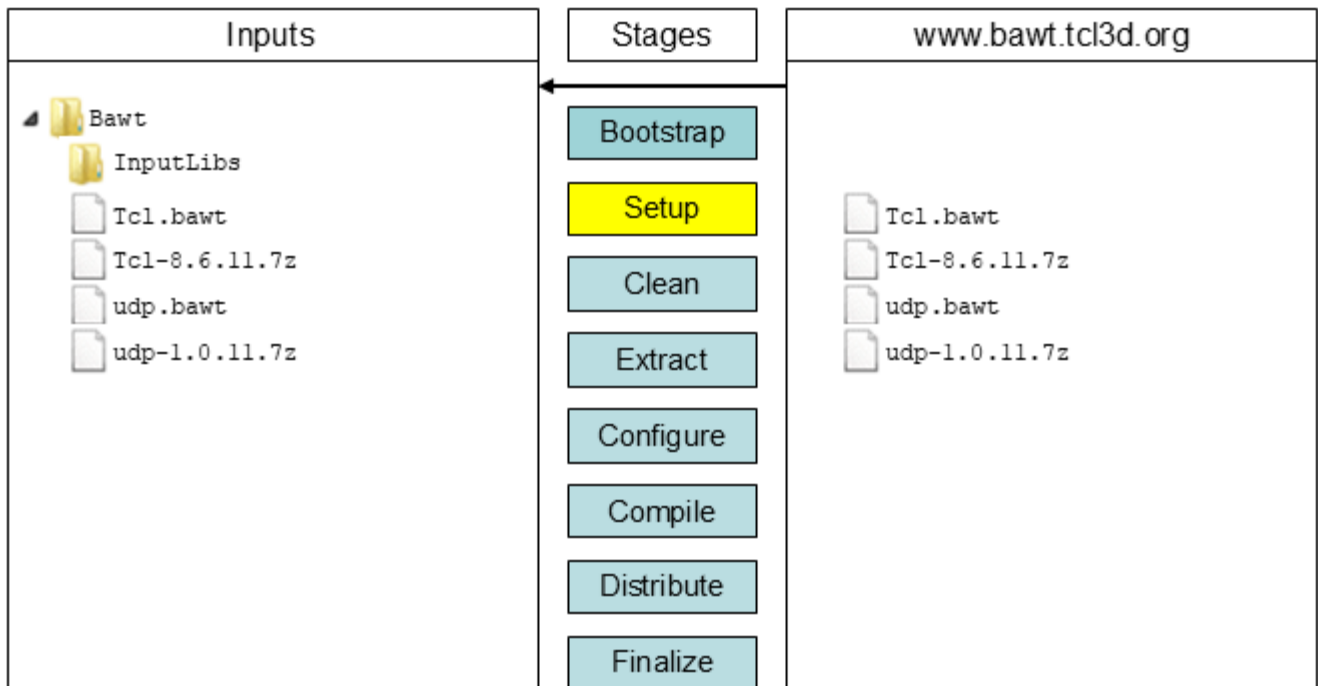 Inputs
Stages
www.bawt.tcl3d.org
Bawt
InputLibs
Tcl.bawt
Tcl-8.6.11.7z
udp.bawt
udp-1.0.11.7z
Bootstrap
Setup
Clean
Extract
Configure
Compile
Distribute
Finalize
Tcl.bawt
Tcl-8.6.11.7z
udp.bawt
udp-1.0.11.7z